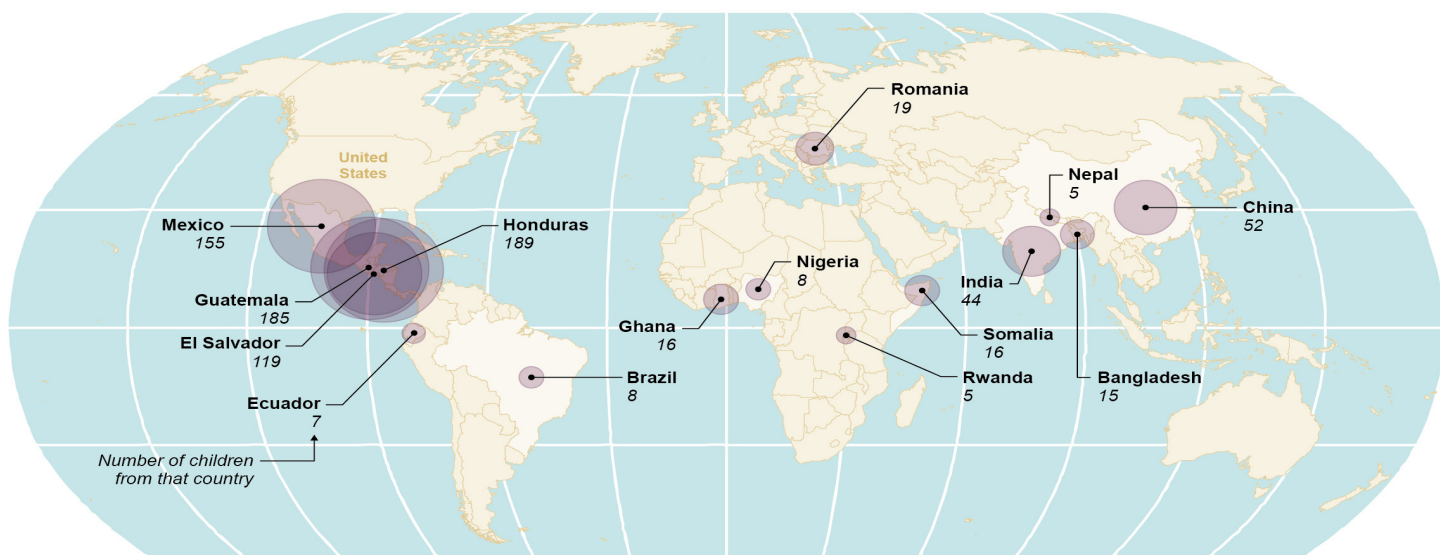 Romania
19
United
States
Nepal
5
China
52
Mexico
155
Honduras
189
Nigeria
8
India
44
Guatemala
185
Ghana
16
Somalia
16
El Salvador
119
Brazil
8
Rwanda
5
Bangladesh
15
Ecuador
7
Number of children
from that country